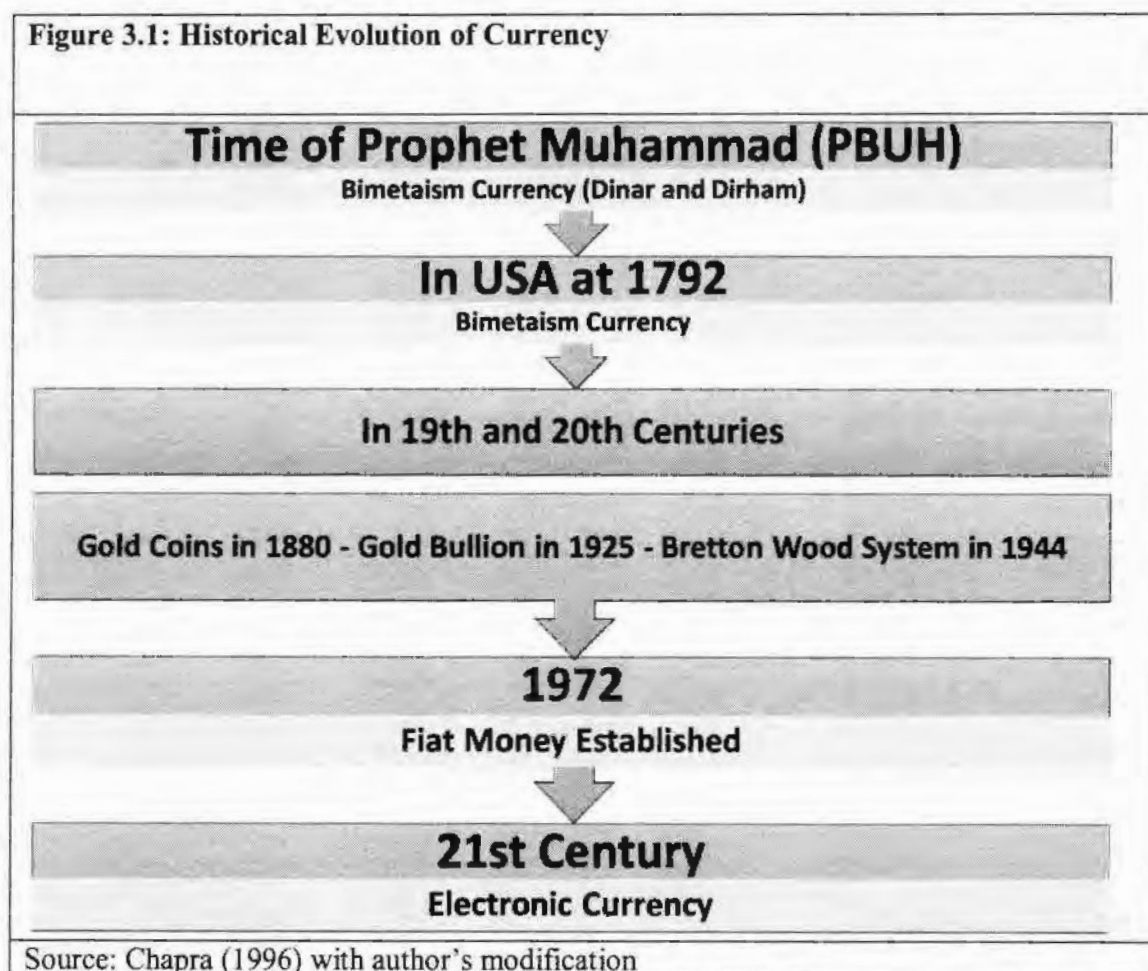 Figure 3.1: Historical Evolution of Currency
Time of Prophet Muhammad (PBUH)
Bimetaism Currency (Dinar and Dirham)
In USA at 1792
Bimetaism Currency
In 19th and 20th Centuries
Gold Coins in 1880 - Gold Bullion in 1925 - Bretton Wood System in 1944
1972
Fiat Money Established
21st Century
Electronic Currency
Source: Chapra (1996) with author's modification